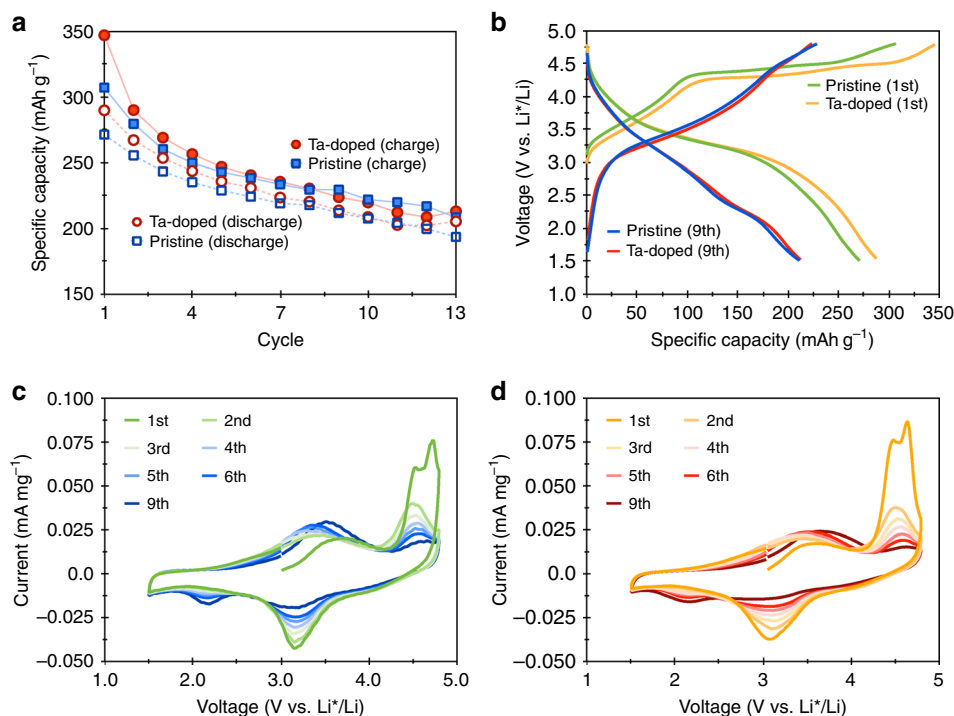 a
350
300
250
200
150
1
4
7
10
13
Specific capacity (mAh g⁻¹)
Cycle
Ta-doped (charge)
Pristine (charge)
Ta-doped (discharge)
Pristine (discharge)
b
5.0
4.5
4.0
3.5
3.0
2.5
2.0
1.5
1.0
0
50
100
150
200
250
300
350
Voltage (V vs. Li*/Li)
Specific capacity (mAh g⁻¹)
Pristine (1st)
Ta-doped (1st)
Pristine (9th)
Ta-doped (9th)
c
0.100
0.075
0.050
0.025
0.0
−0.025
−0.050
1.0
2.0
3.0
4.0
5.0
Current (mA mg⁻¹)
Voltage (V vs. Li*/Li)
1st
2nd
3rd
4th
5th
6th
9th
d
0.100
0.075
0.050
0.025
0.000
−0.025
−0.050
1
2
3
4
5
Current (mA mg⁻¹)
Voltage (V vs. Li*/Li)
1st
2nd
3rd
4th
5th
6th
9th